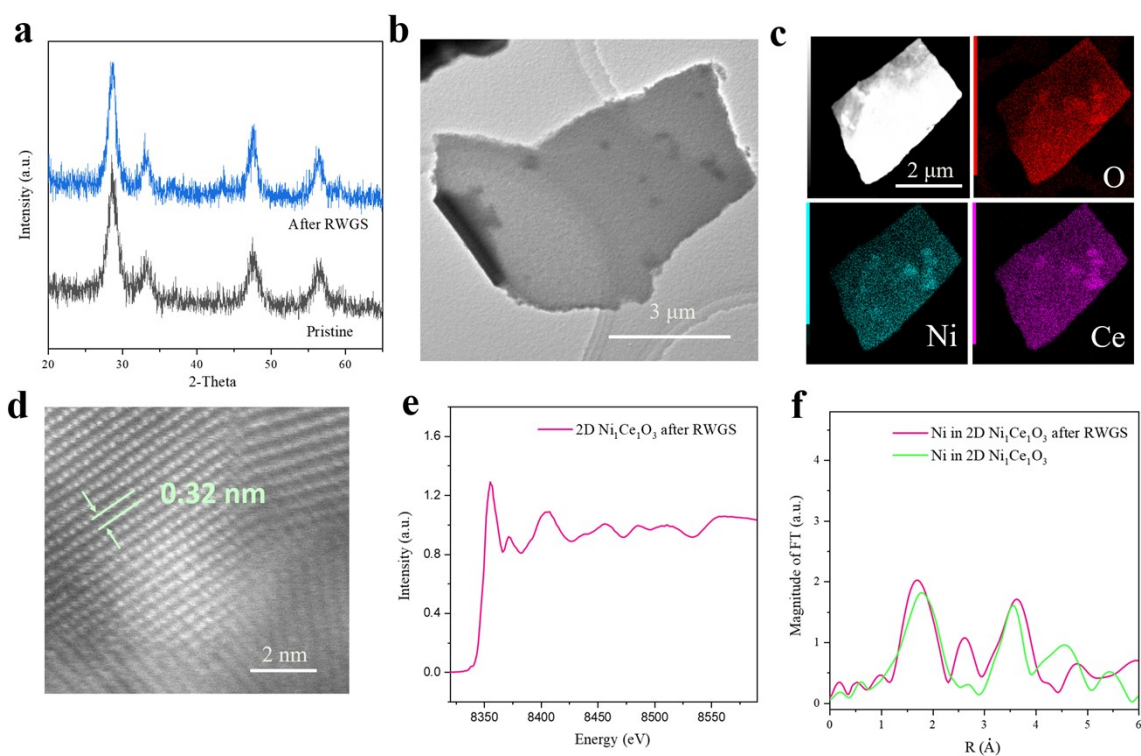 a
Intensity (a.u.)
After RWGS
Pristine
20 30 40 50 60
2-Theta
b
3 μm
c
2 μm
O
Ni
Ce
d
0.32 nm
2 nm
e
1.6
1.2
0.8
0.4
0.0
Intensity (a.u.)
2D Ni₁Ce₁O₃ after RWGS
8350 8400 8450 8500 8550
Energy (eV)
f
4
3
2
1
0
Magnitude of FT (a.u.)
Ni in 2D Ni₁Ce₁O₃ after RWGS
Ni in 2D Ni₁Ce₁O₃
0 1 2 3 4 5 6
R (Å)